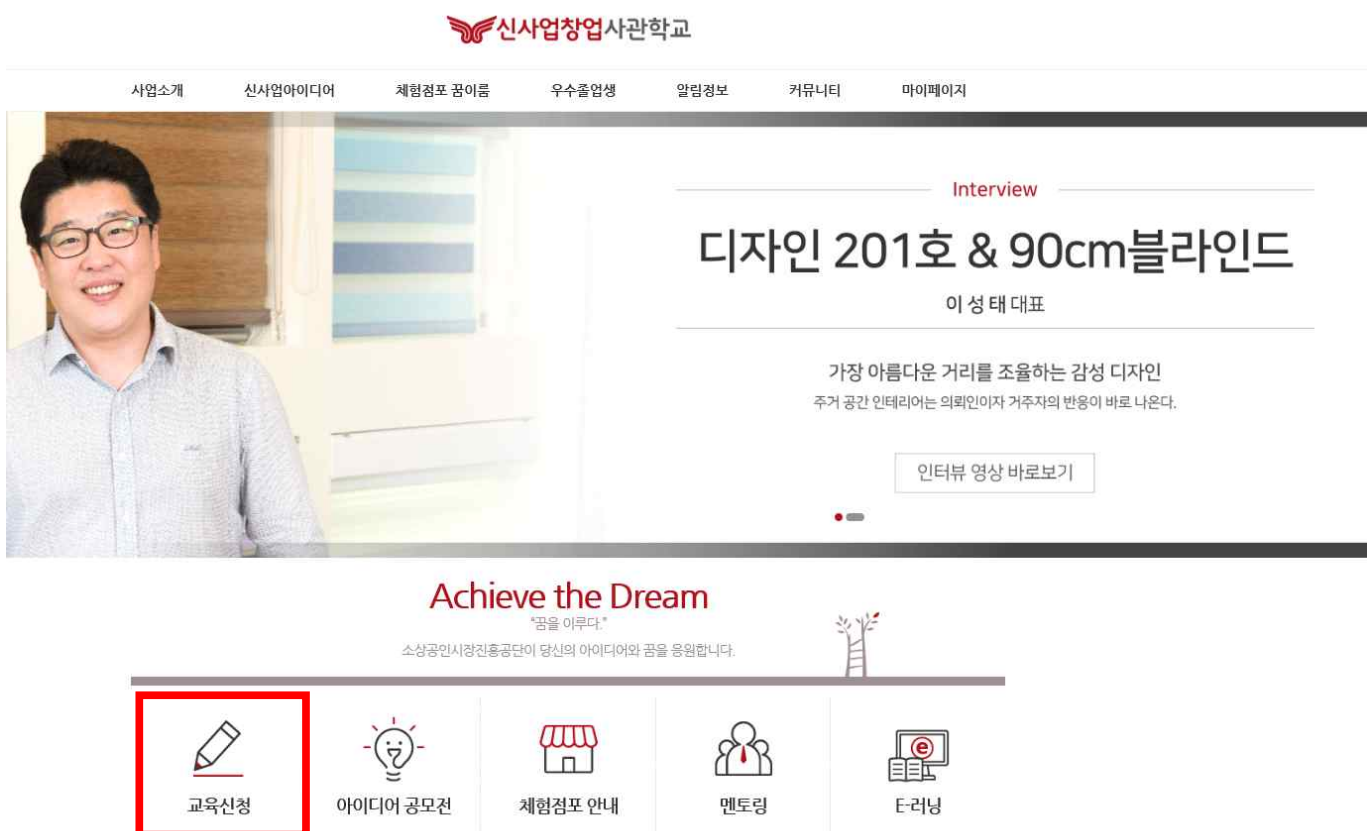 신사업창업사관학교
사업소개 신사업아이디어 체험점포 꿈이룸 우수졸업생 알림정보 커뮤니티 마이페이지
Interview
디자인 201호 & 90cm블라인드
이성태 대표
가장 아름다운 거리를 조율하는 감성 디자인
주거 공간 인테리어는 의뢰인이자 거주자의 반응이 바로 나온다.
인터뷰 영상 바로보기
Achieve the Dream
"꿈을 이루다."
소상공인시장진흥공단이 당신의 아이디어와 꿈을 응원합니다.
e
교육신청 아이디어 공모전 체험점포 안내 멘토링 E-러닝